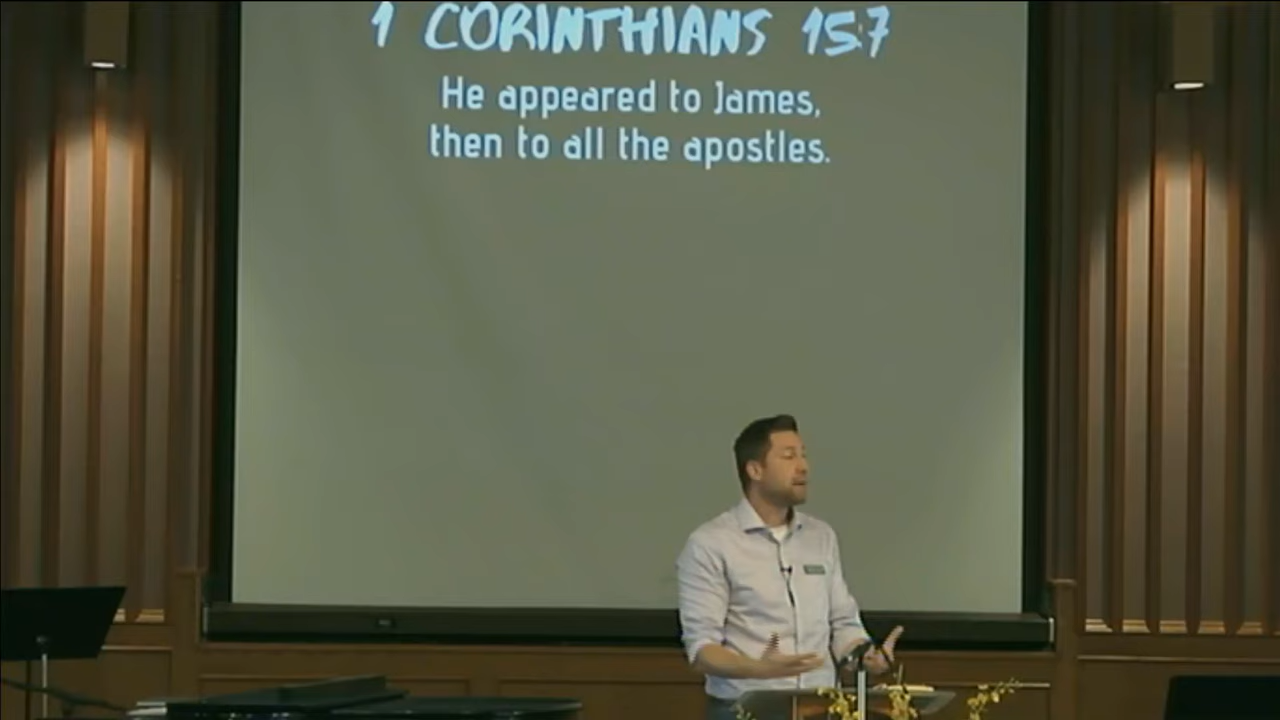 1 CORINTHIANS 15:7
He appeared to James,
then to all the apostles.